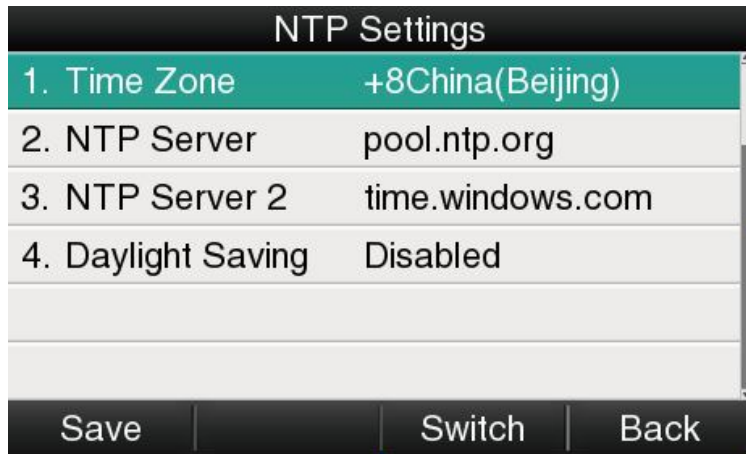 NTP Settings
1. Time Zone +8China(Beijing)
2. NTP Server pool.ntp.org
3. NTP Server 2 time.windows.com
4. Daylight Saving Disabled
Save Switch Back